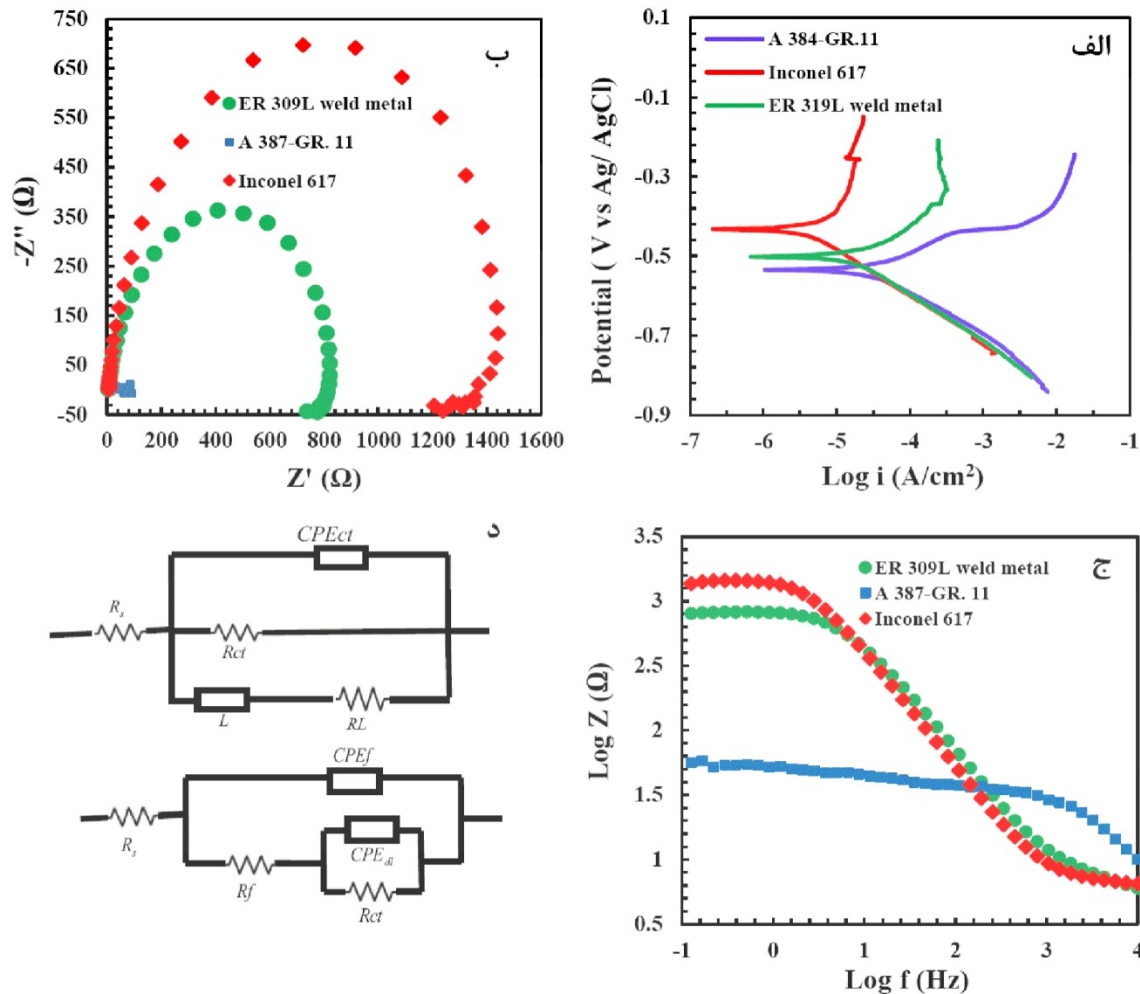 ب
-Z'' (Ω)
750
650
550
450
350
250
150
50
-50
ER 309L weld metal
A 387-GR. 11
Inconel 617
0 200 400 600 800 1000 1200 1400 1600
Z' (Ω)
الف
Potential ( V vs Ag/ AgCl)
0.1
-0.1
-0.3
-0.5
-0.7
-0.9
A 384-GR.11
Inconel 617
ER 319L weld metal
-7 -6 -5 -4 -3 -2 -1
Log i (A/cm²)
د
CPEct
Rs
Rct
L
RL
CPEf
Rs
Rf
CPEdl
Rct
ج
Log Z (Ω)
3.5
3
2.5
2
1.5
1
0.5
ER 309L weld metal
A 387-GR. 11
Inconel 617
-1 0 1 2 3 4
Log f (Hz)